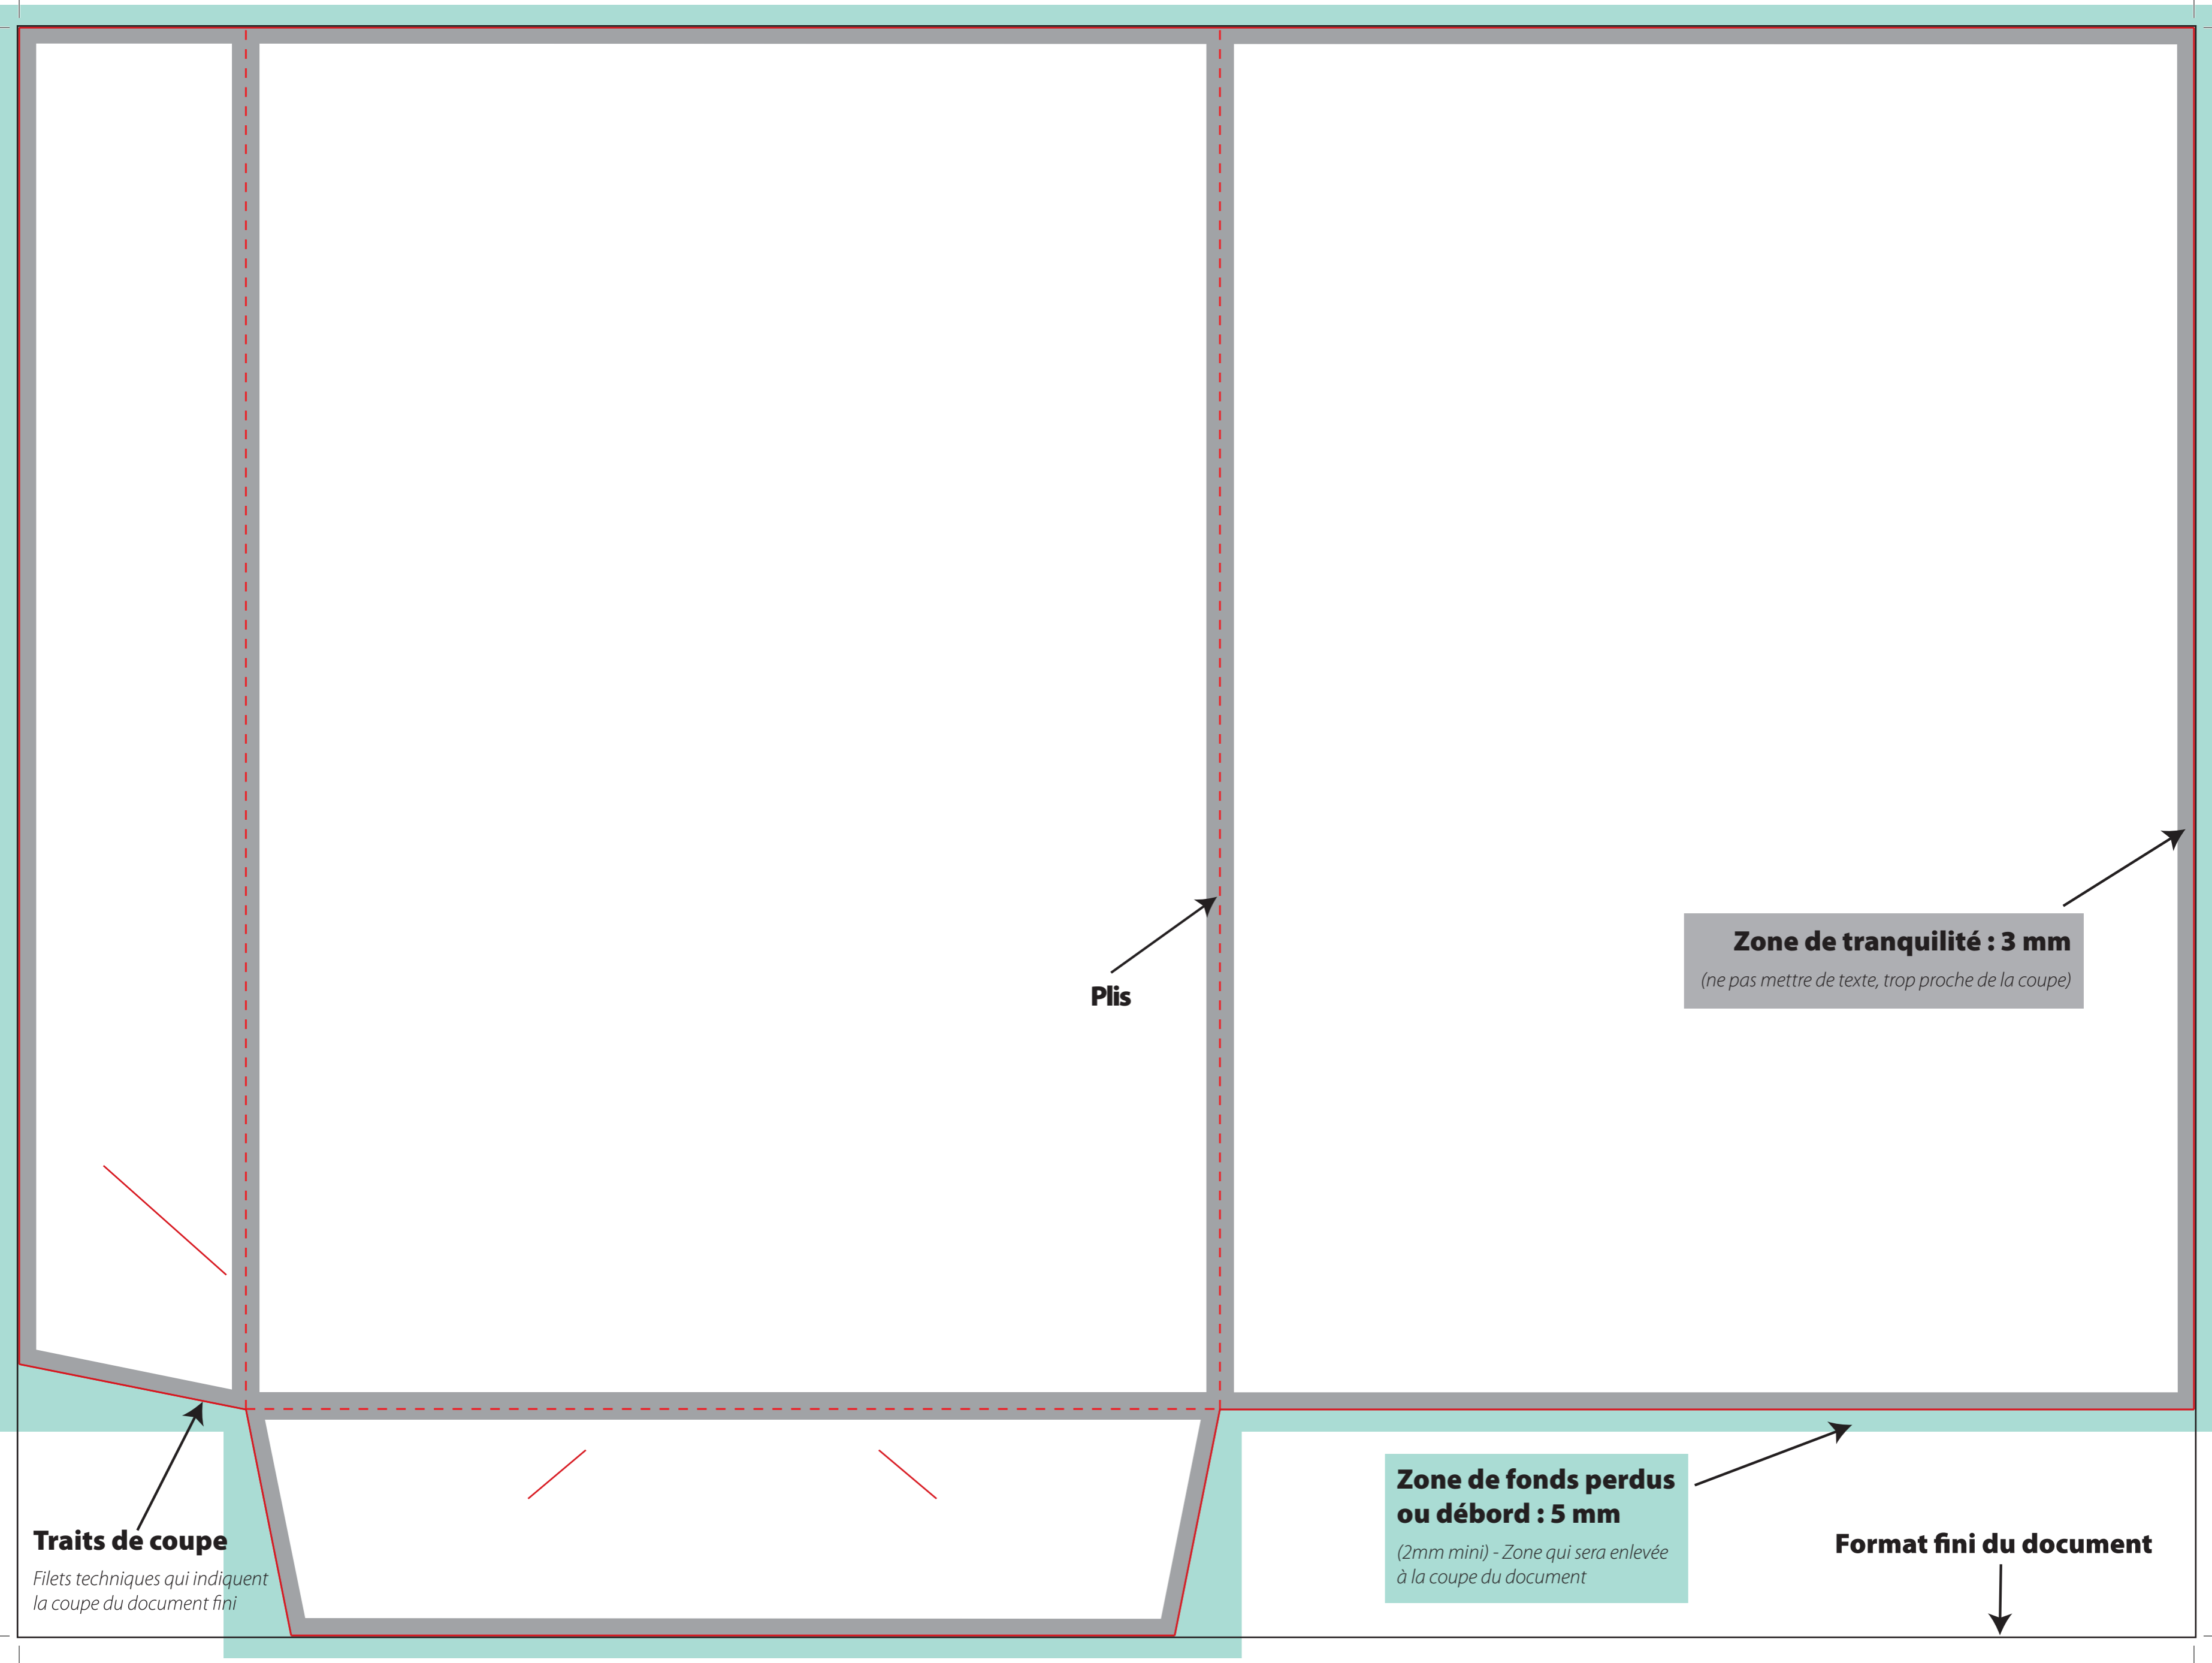 Zone de tranquilité : 3 mm
(ne pas mettre de texte, trop proche de la coupe)
Plis
Zone de fonds perdus
ou débord : 5 mm
(2mm mini) - Zone qui sera enlevée
à la coupe du document
Traits de coupe
Filets techniques qui indiquent
la coupe du document fini
Format fini du document